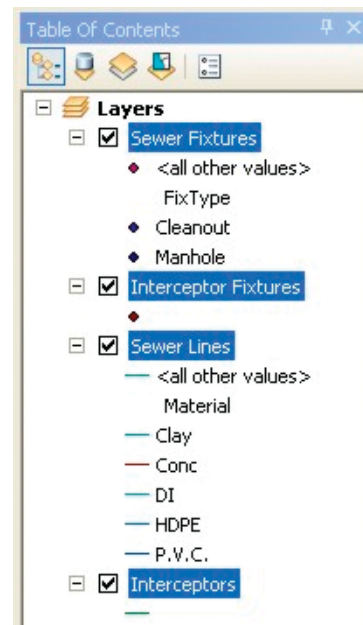 Table Of Contents
Layers
Sewer Fixtures
<all other values>
FixType
Cleanout
Manhole
Interceptor Fixtures
Sewer Lines
<all other values>
Material
Clay
Conc
DI
HDPE
P.V.C.
Interceptors